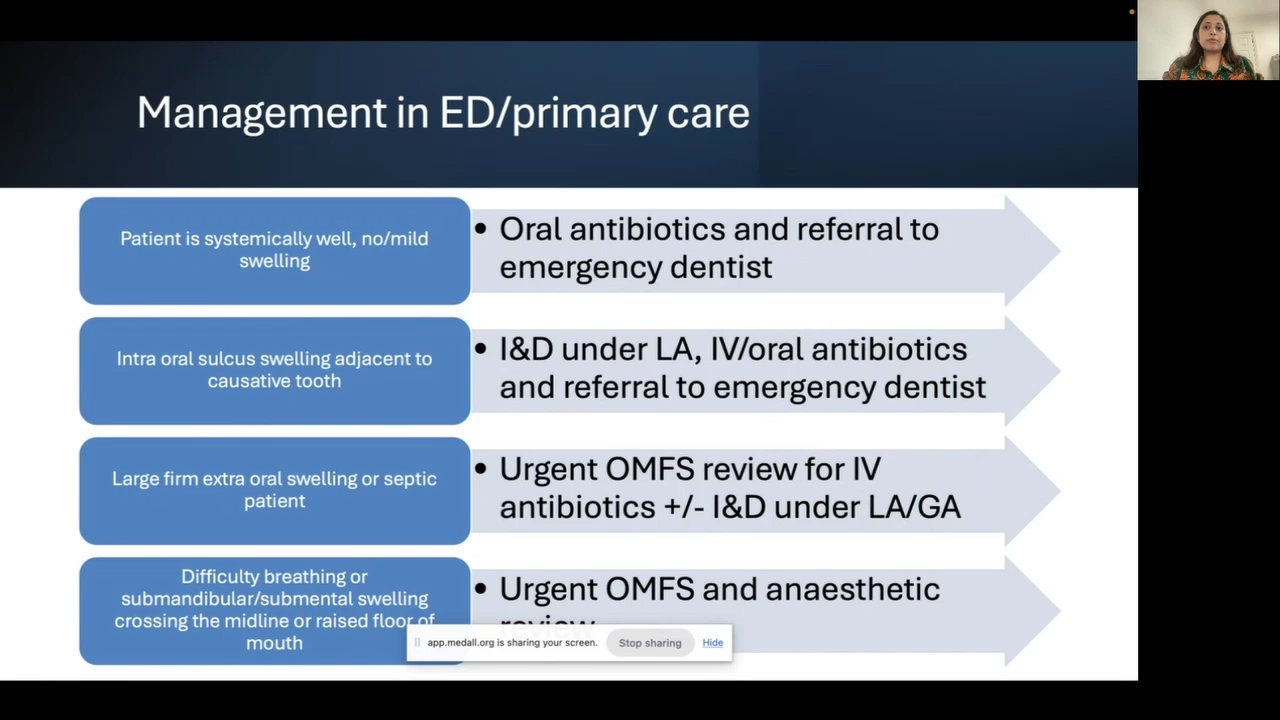 Management in ED/primary care
Patient is systemically well, no/mild
swelling
• Oral antibiotics and referral to
emergency dentist
Intra oral sulcus swelling adjacent to
causative tooth
• I&D under LA, IV/oral antibiotics
and referral to emergency dentist
Large firm extra oral swelling or septic
patient
• Urgent OMFS review for IV
antibiotics +/- I&D under LA/GA
Difficulty breathing or
submandibular/submental swelling
crossing the midline or raised floor of
mouth
• Urgent OMFS and anaesthetic
review
app.medall.org is sharing your screen.
Stop sharing
Hide